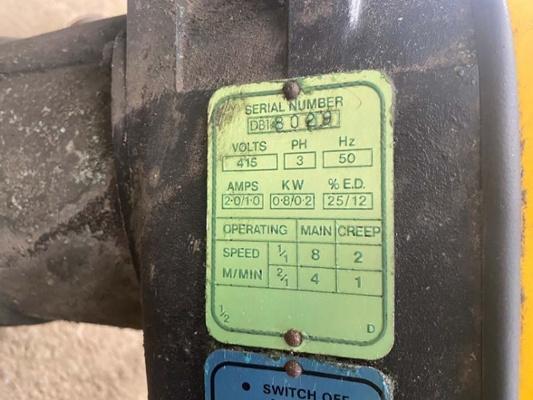 SERIAL NUMBER
VOLTS PH Hz
415 3 50
AMPS KW % E.D.
2·0/1·0 0·8/0·2 25/12
OPERATING MAIN CREEP
SPEED 1/1 8 2
M/MIN 2/1 4 1
1/2 D
• SWITCH OFF